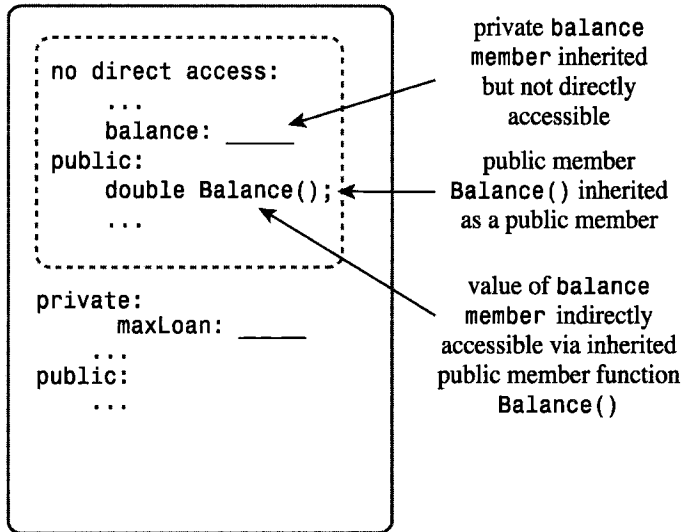 no direct access:
...
balance: _____
public:
double Balance();
...
private:
maxLoan: _____
...
public:
...
private balance
member inherited
but not directly
accessible
public member
Balance() inherited
as a public member
value of balance
member indirectly
accessible via inherited
public member function
Balance()